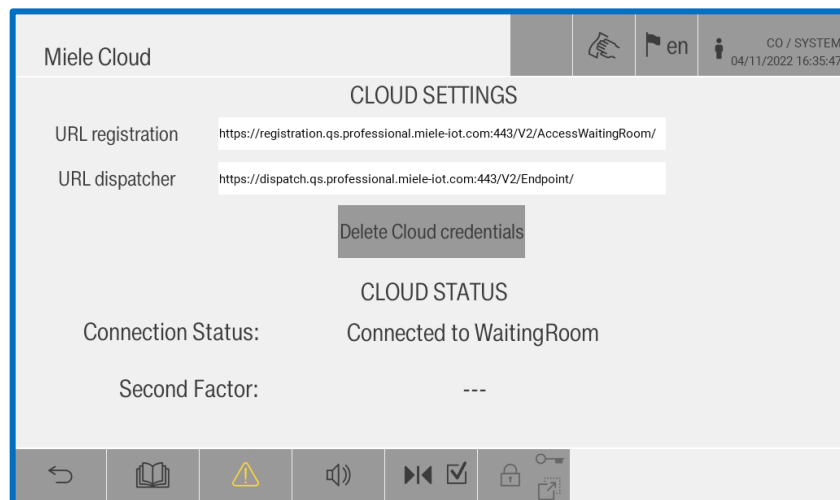 Miele Cloud
en
CO / SYSTEM
04/11/2022 16:35:47
CLOUD SETTINGS
URL registration https://registration.qs.professional.miele-iot.com:443/V2/AccessWaitingRoom/
URL dispatcher https://dispatch.qs.professional.miele-iot.com:443/V2/Endpoint/
Delete Cloud credentials
CLOUD STATUS
Connection Status: Connected to WaitingRoom
Second Factor: ---